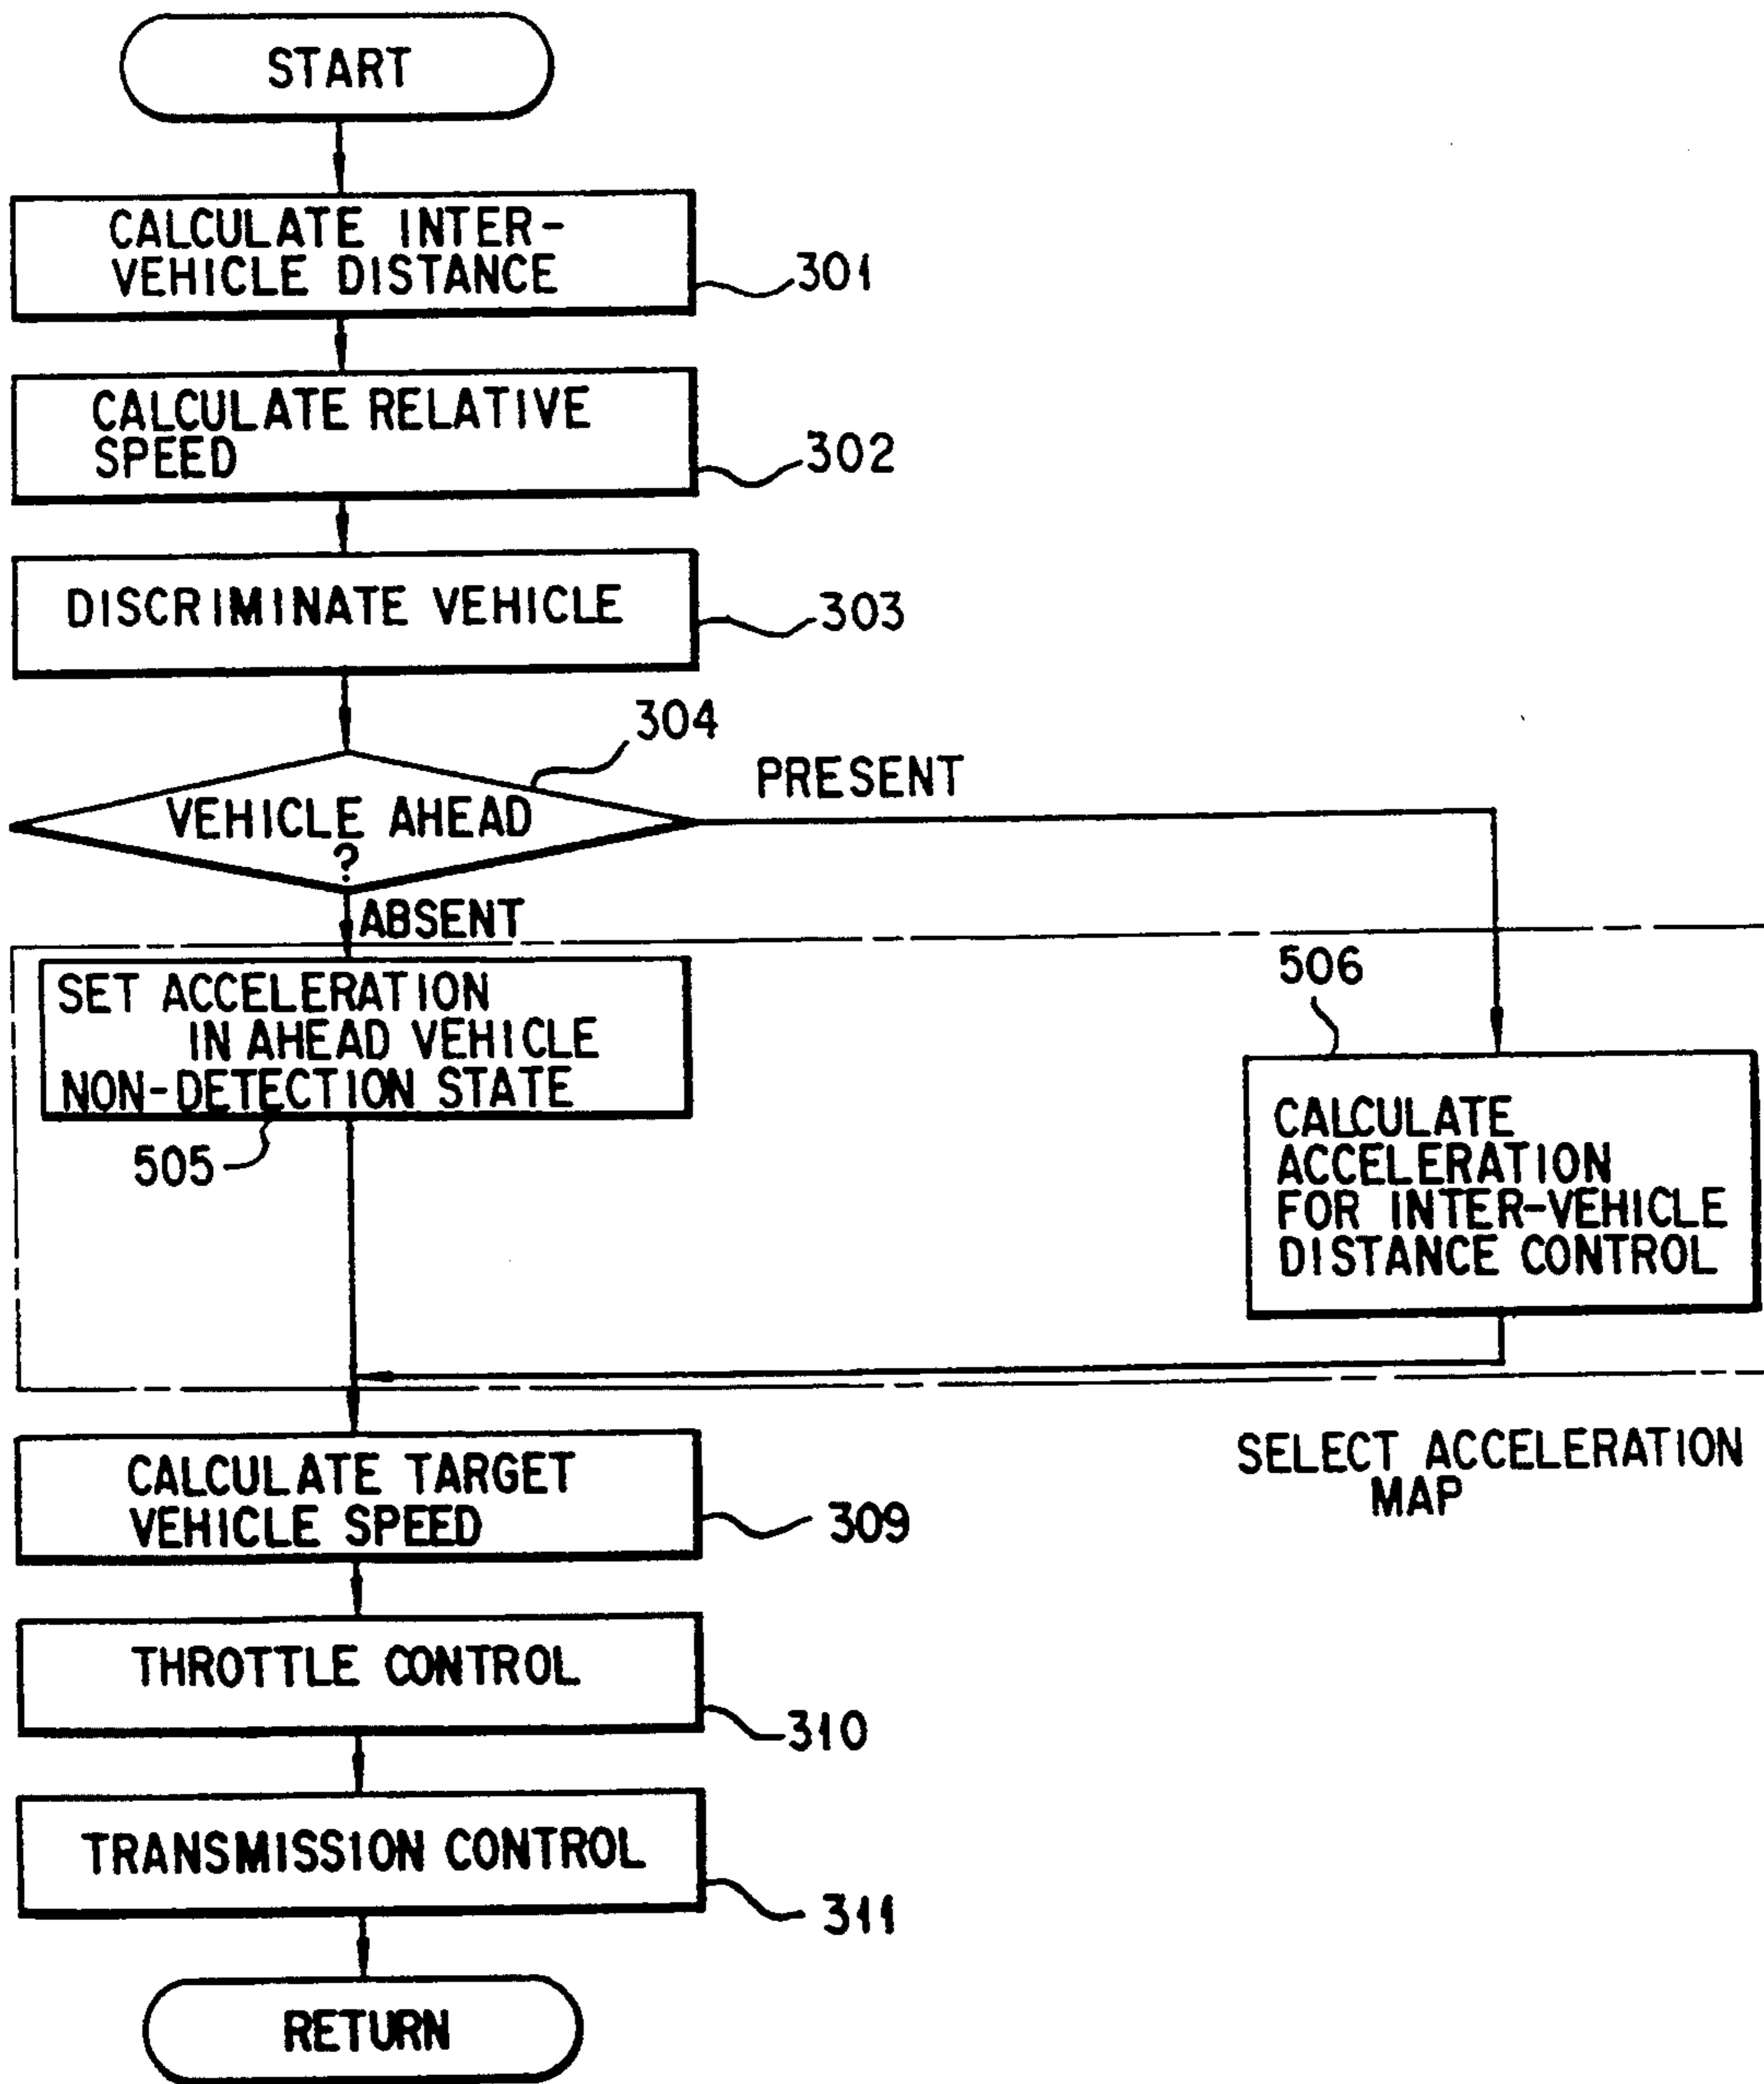 START
CALCULATE INTER-
VEHICLE DISTANCE
301
CALCULATE RELATIVE
SPEED
302
DISCRIMINATE VEHICLE
303
304
VEHICLE AHEAD
?
PRESENT
ABSENT
SET ACCELERATION
IN AHEAD VEHICLE
NON-DETECTION STATE
505
506
CALCULATE
ACCELERATION
FOR INTER-VEHICLE
DISTANCE CONTROL
SELECT ACCELERATION
MAP
CALCULATE TARGET
VEHICLE SPEED
309
THROTTLE CONTROL
310
TRANSMISSION CONTROL
311
RETURN